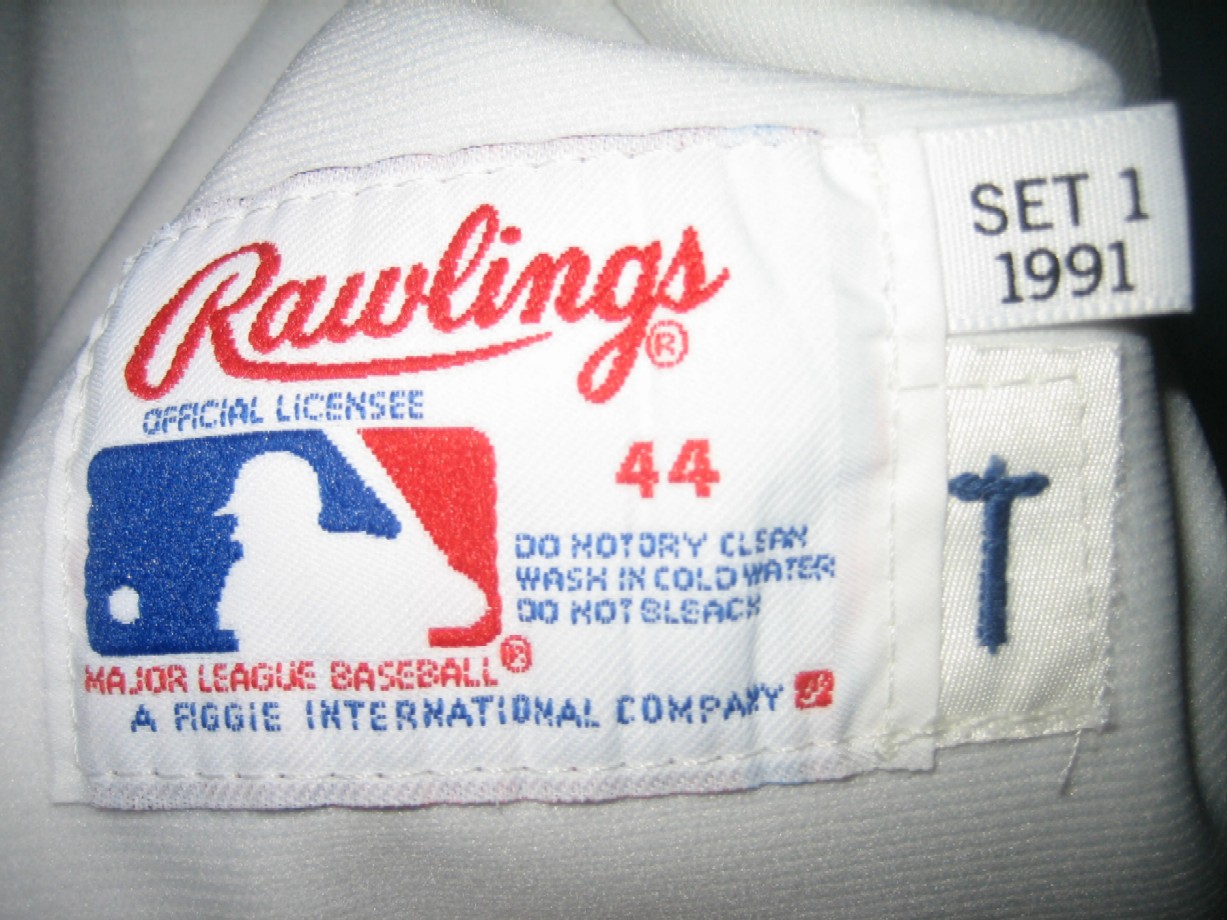 Rawlings®
OFFICIAL LICENSEE
44
DO NOT DRY CLEAN
WASH IN COLD WATER
DO NOT BLEACH
MAJOR LEAGUE BASEBALL®
A FIGGIE INTERNATIONAL COMPANY
SET 1
1991
T